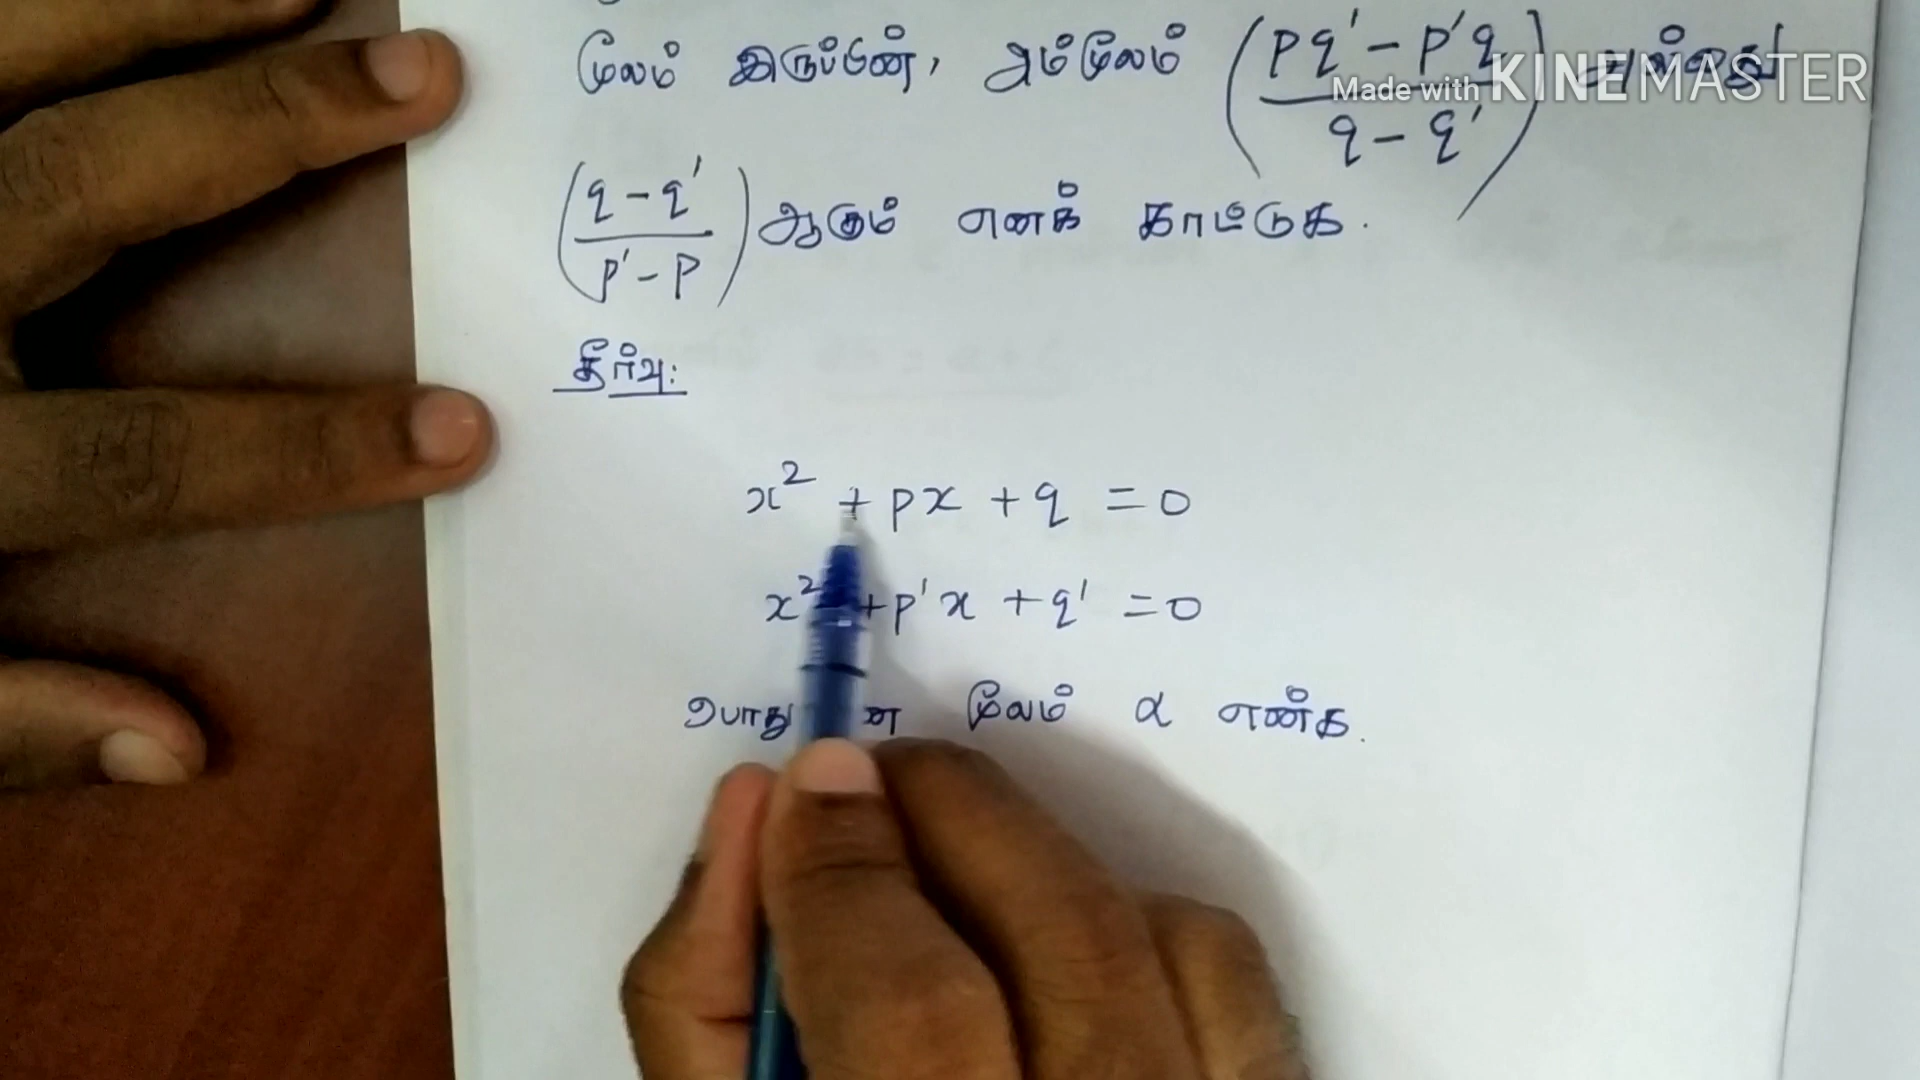 மூலம் இருப்பின், அம்மூலம் (pq' - p'q / q - q') அல்லது
Made with KINEMASTER
(q - q' / p' - p) ஆகும் எனக் காட்டுக.
தீர்வு:
x² + px + q = 0
x² + p'x + q' = 0
மூலம் α என்க.